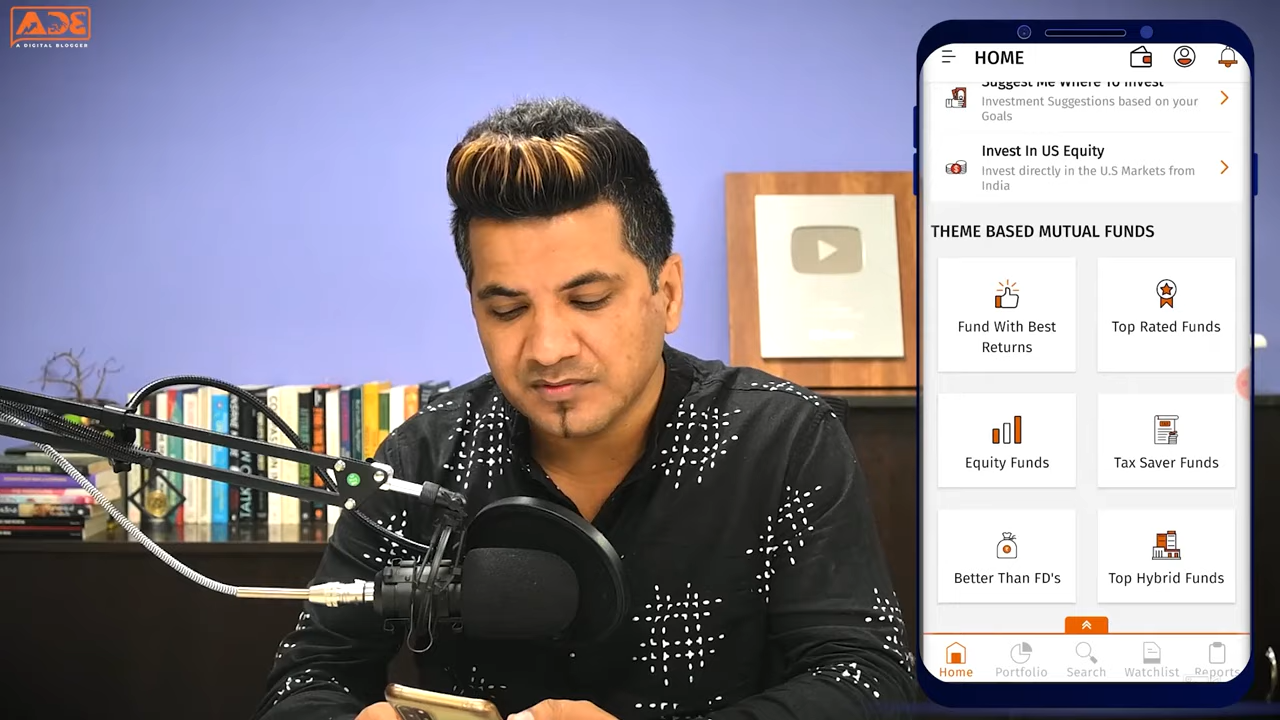 ADE
A DIGITAL BLOGGER
HOME
Suggest Me Where To Invest
Investment Suggestions based on your
Goals
Invest In US Equity
Invest directly in the U.S Markets from
India
THEME BASED MUTUAL FUNDS
Fund With Best
Returns
Top Rated Funds
Equity Funds
Tax Saver Funds
Better Than FD's
Top Hybrid Funds
Home
Portfolio
Search
Watchlist
Reports